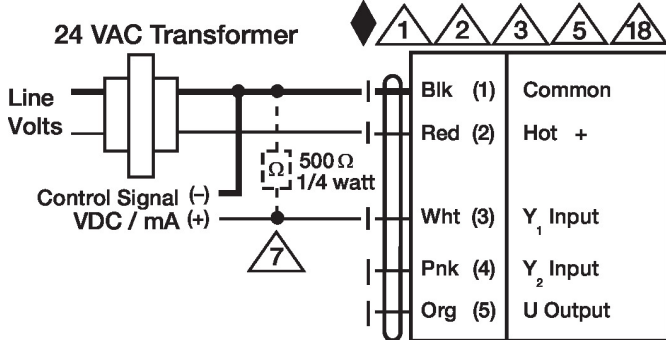 24 VAC Transformer
1 2 3 5 18
Line
Volts
Blk (1) Common
Red (2) Hot +
Ω 500 Ω
1/4 watt
Control Signal (-)
VDC / mA (+)
Wht (3) Y1 Input
7
Pnk (4) Y2 Input
Org (5) U Output